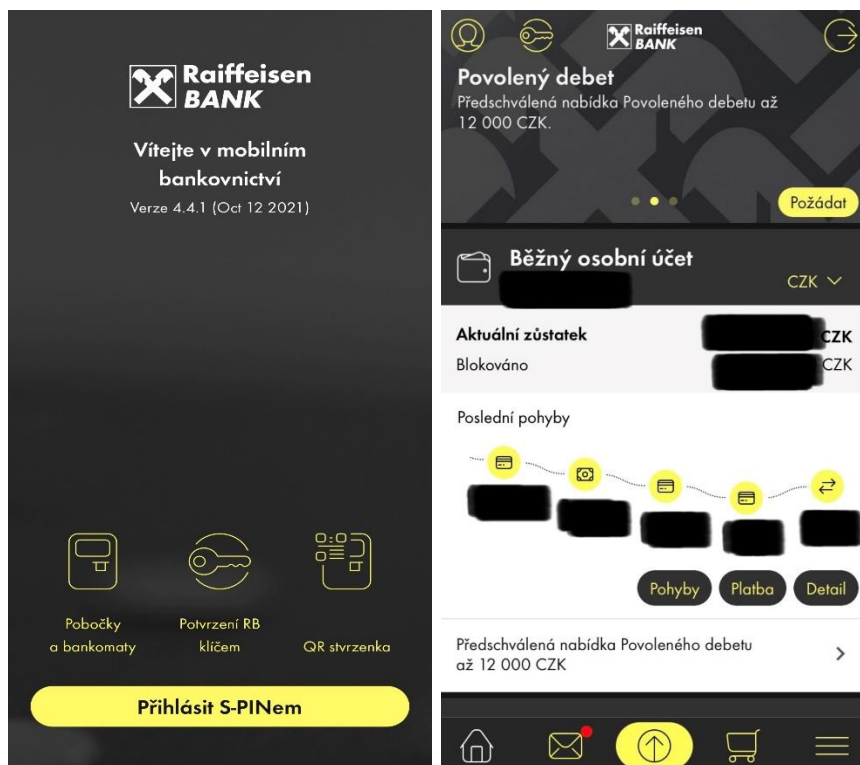 Raiffeisen
BANK
Vítejte v mobilním
bankovnictví
Verze 4.4.1 (Oct 12 2021)
Pobočky
a bankomaty
Potvrzení RB
klíčem
QR stvrzenka
Přihlásit S-PINem
Raiffeisen
BANK
Povolený debet
Předschválená nabídka Povoleného debetu až
12 000 CZK.
Požádat
Běžný osobní účet
CZK
Aktuální zůstatek CZK
Blokováno CZK
Poslední pohyby
Pohyby Platba Detail
Předschválená nabídka Povoleného debetu
až 12 000 CZK